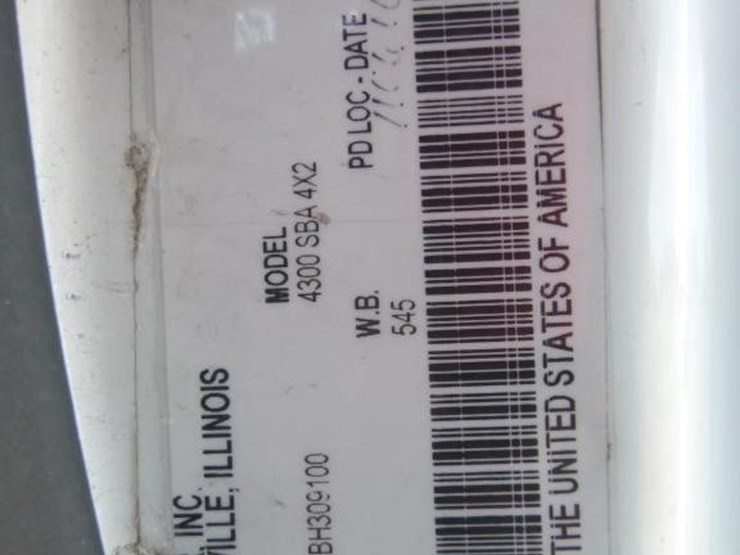 INC.
VILLE, ILLINOIS
MODEL
4300 SBA 4X2
BH309100
W.B.
545
PD LOC - DATE
THE UNITED STATES OF AMERICA